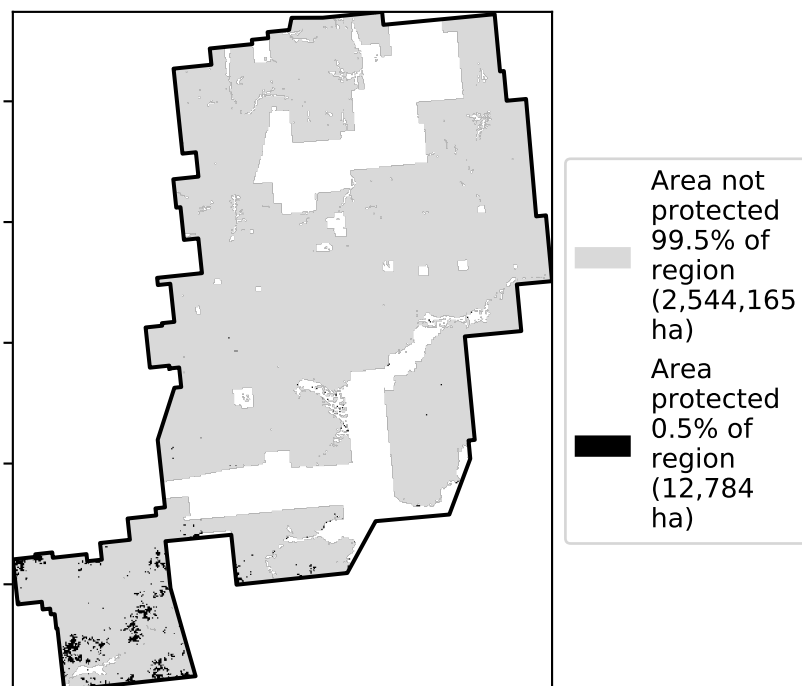 Area not
protected
99.5% of
region
(2,544,165
ha)
Area
protected
0.5% of
region
(12,784
ha)